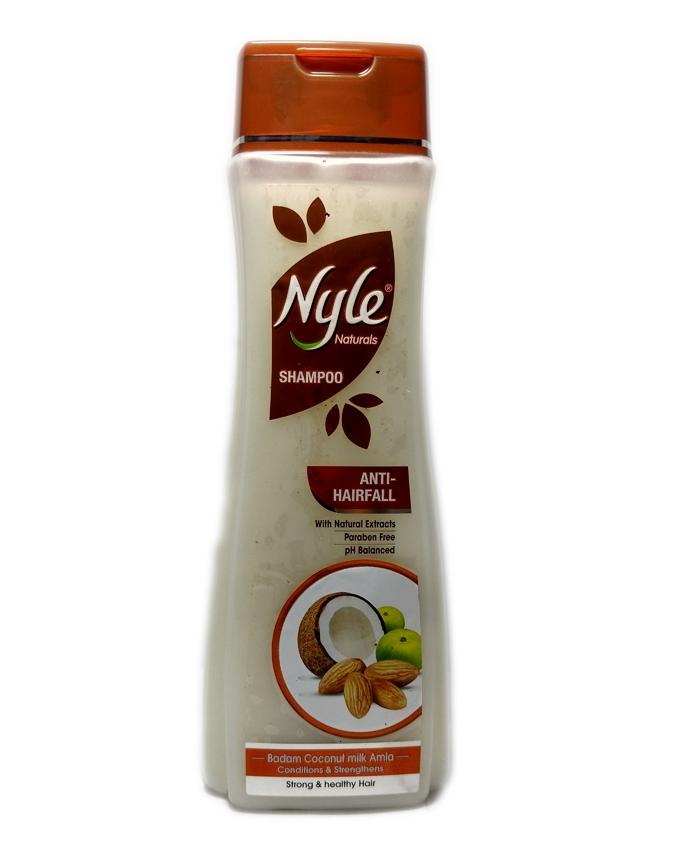 Nyle®
Naturals
SHAMPOO
ANTI-
HAIRFALL
With Natural Extracts
Paraben Free
pH Balanced
Badam Coconut milk Amla
Conditions & Strengthens
Strong & healthy Hair